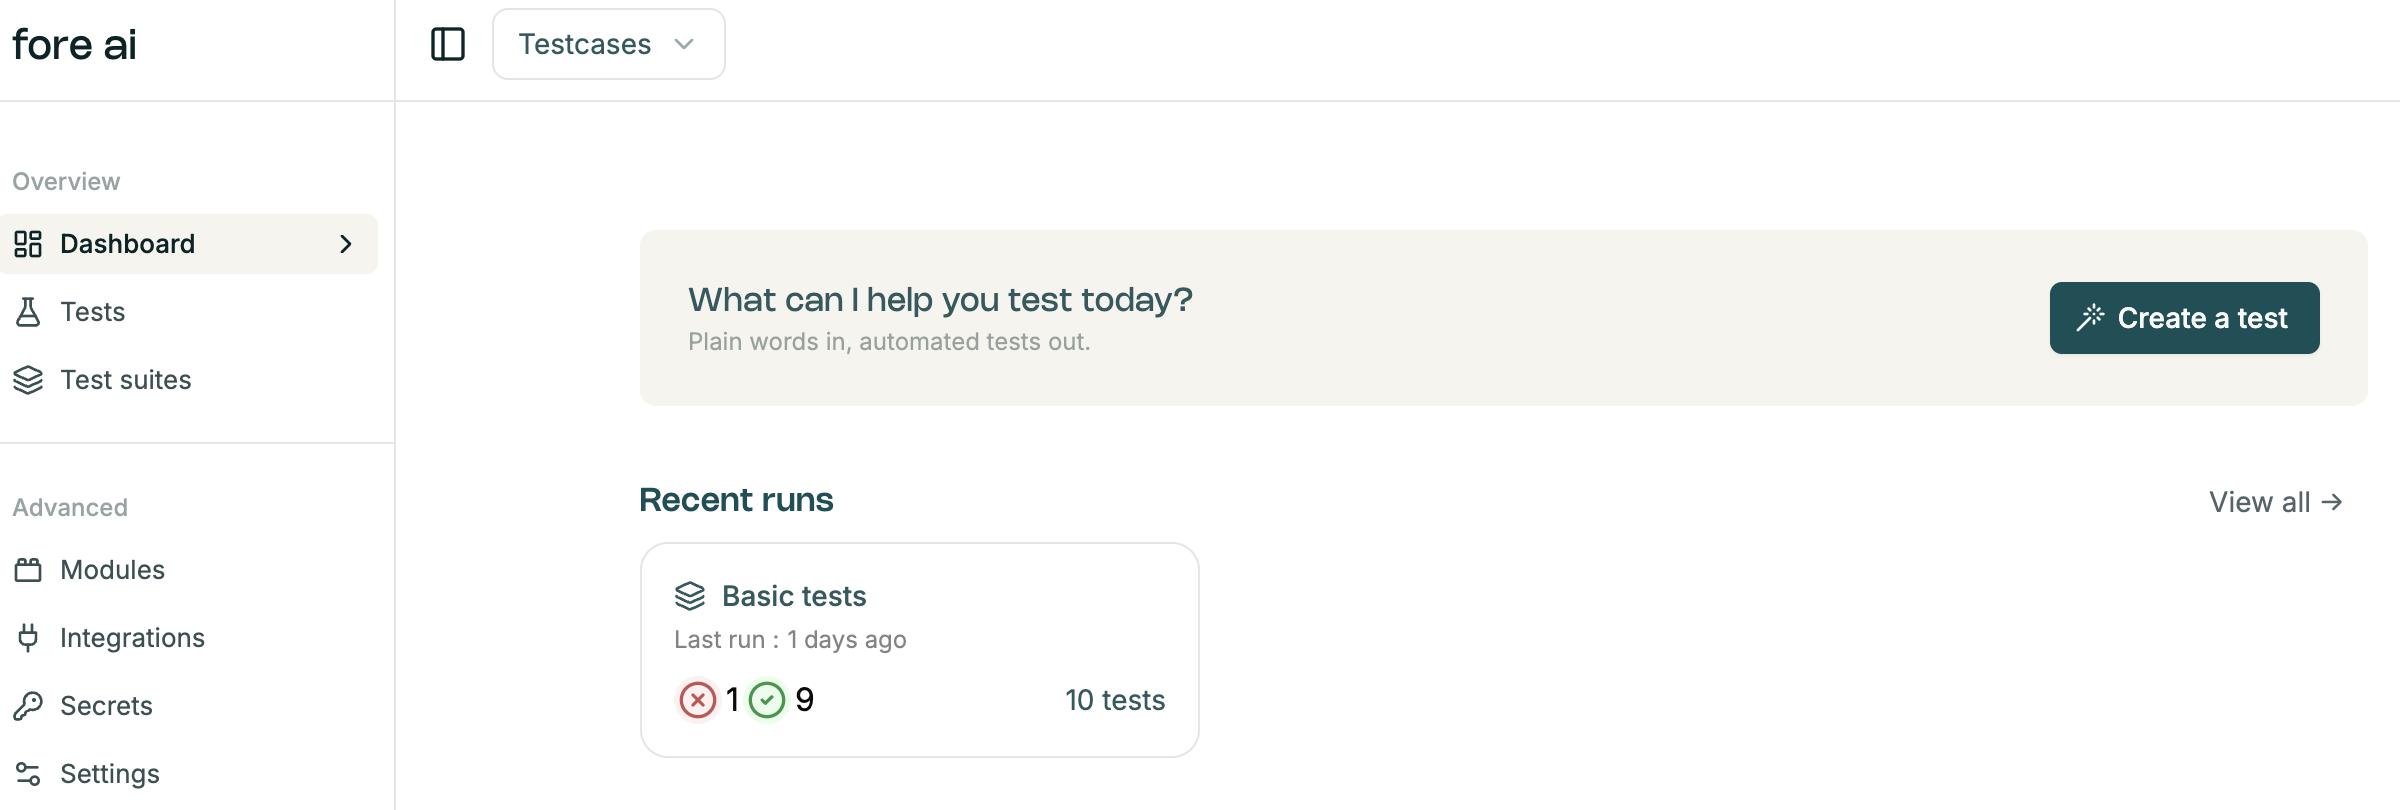 fore ai
Testcases
Overview
Dashboard
Tests
Test suites
Advanced
Modules
Integrations
Secrets
Settings
What can I help you test today?
Plain words in, automated tests out.
Create a test
Recent runs
View all →
Basic tests
Last run : 1 days ago
1 9
10 tests